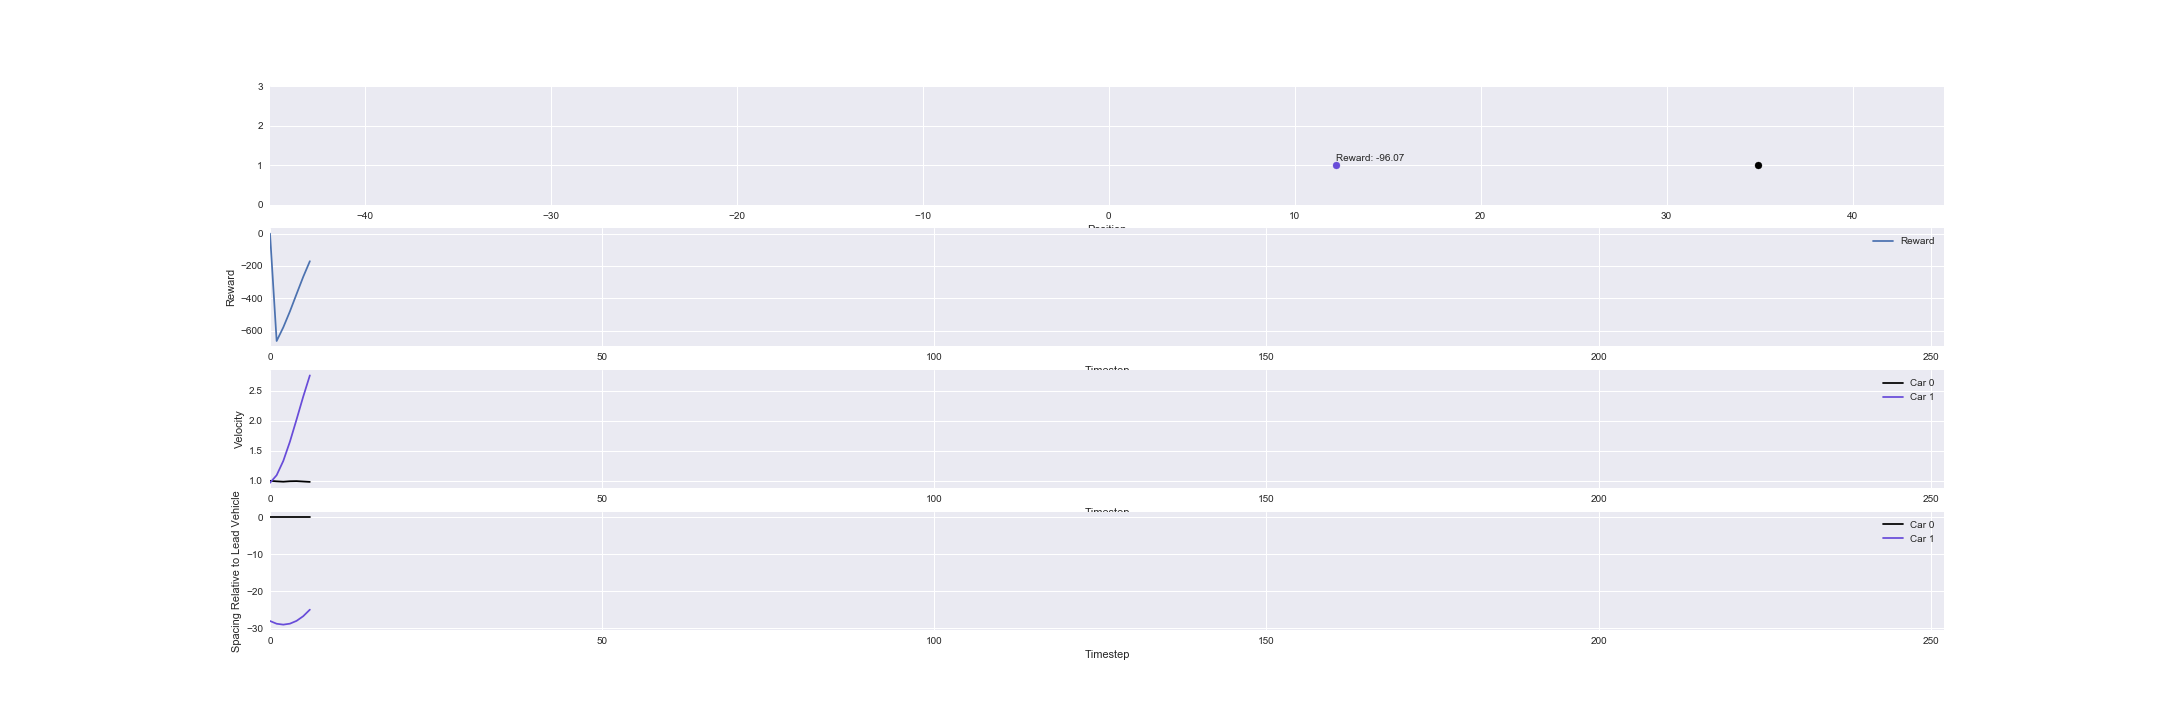 3
2
1
0
Reward: -96.07
−40 −30 −20 −10 0 10 20 30 40
Position
Reward
0
−200
−400
−600
Reward
0 50 100 150 200 250
Timestep
Velocity
2.5
2.0
1.5
1.0
Car 0
Car 1
0 50 100 150 200 250
Timestep
Spacing Relative to Lead Vehicle
0
−10
−20
−30
Car 0
Car 1
0 50 100 150 200 250
Timestep